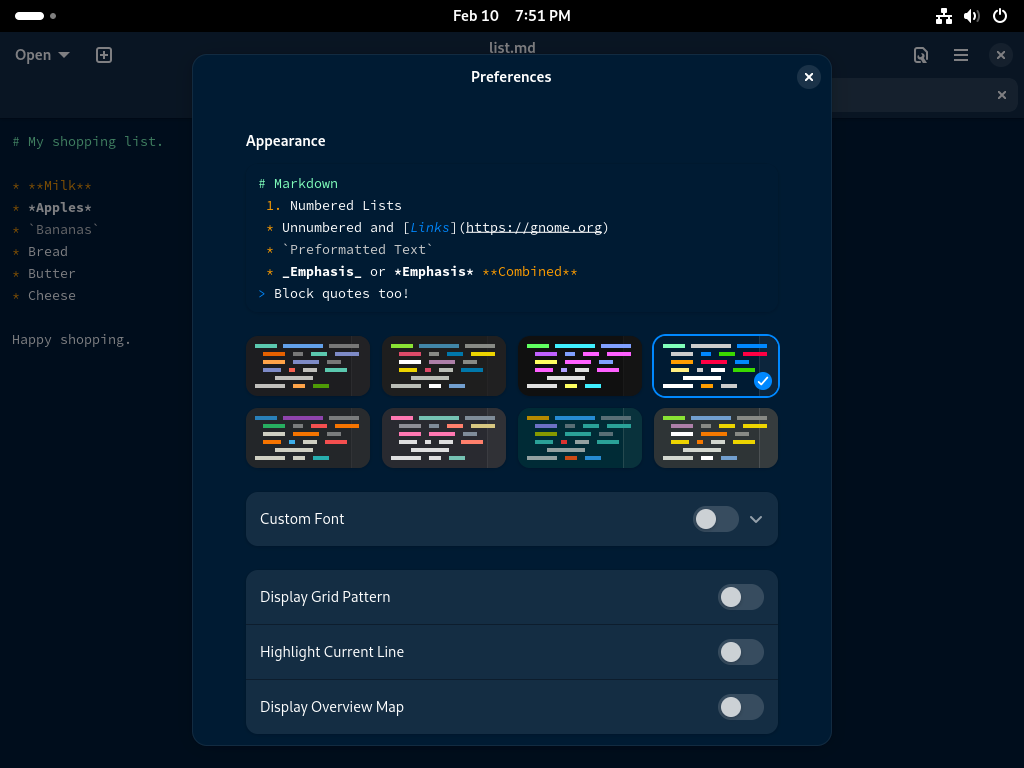 Feb 10 7:51 PM
Open
list.md
Preferences
# My shopping list.
* **Milk**
* *Apples*
* `Bananas`
* Bread
* Butter
* Cheese
Happy shopping.
Appearance
# Markdown
1. Numbered Lists
* Unnumbered and [Links](https://gnome.org)
* `Preformatted Text`
* _Emphasis_ or *Emphasis* **Combined**
> Block quotes too!
Custom Font
Display Grid Pattern
Highlight Current Line
Display Overview Map